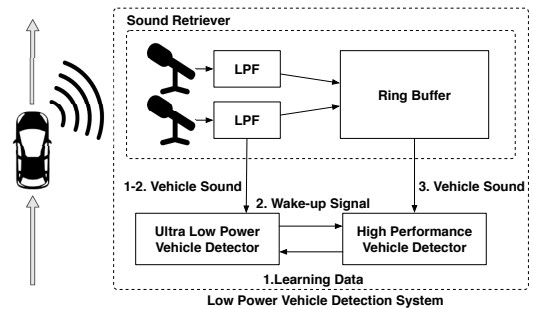 Sound Retriever
LPF
LPF
Ring Buffer
1-2. Vehicle Sound
3. Vehicle Sound
2. Wake-up Signal
Ultra Low Power
Vehicle Detector
High Performance
Vehicle Detector
1.Learning Data
Low Power Vehicle Detection System